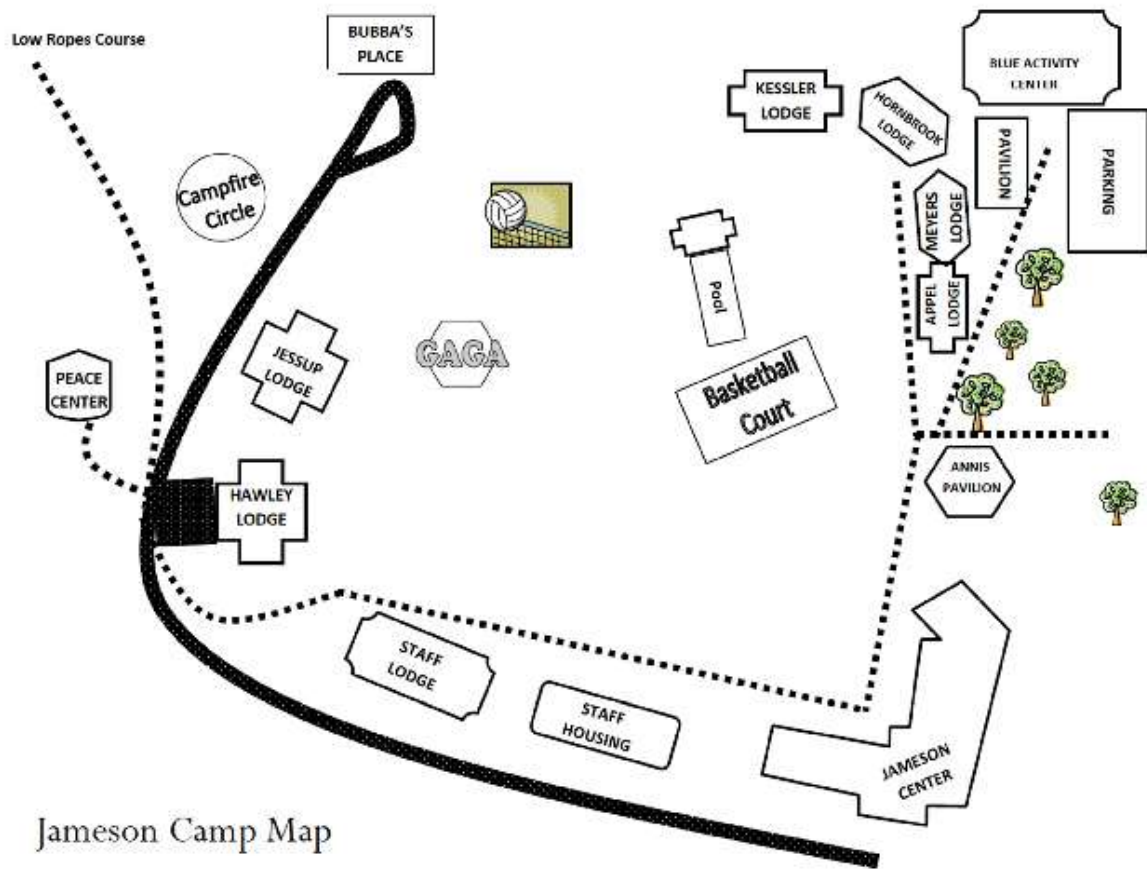 Low Ropes Course
BUBBA'S
PLACE
BLUE ACTIVITY
CENTER
KESSLER
LODGE
HORNBROOK
LODGE
PAVILION
PARKING
Campfire
Circle
MEYERS
LODGE
Pool
APPEL
LODGE
JESSUP
LODGE
GAGA
PEACE
CENTER
Basketball
Court
ANNIS
PAVILION
HAWLEY
LODGE
STAFF
LODGE
STAFF
HOUSING
JAMESON
CENTER
Jameson Camp Map